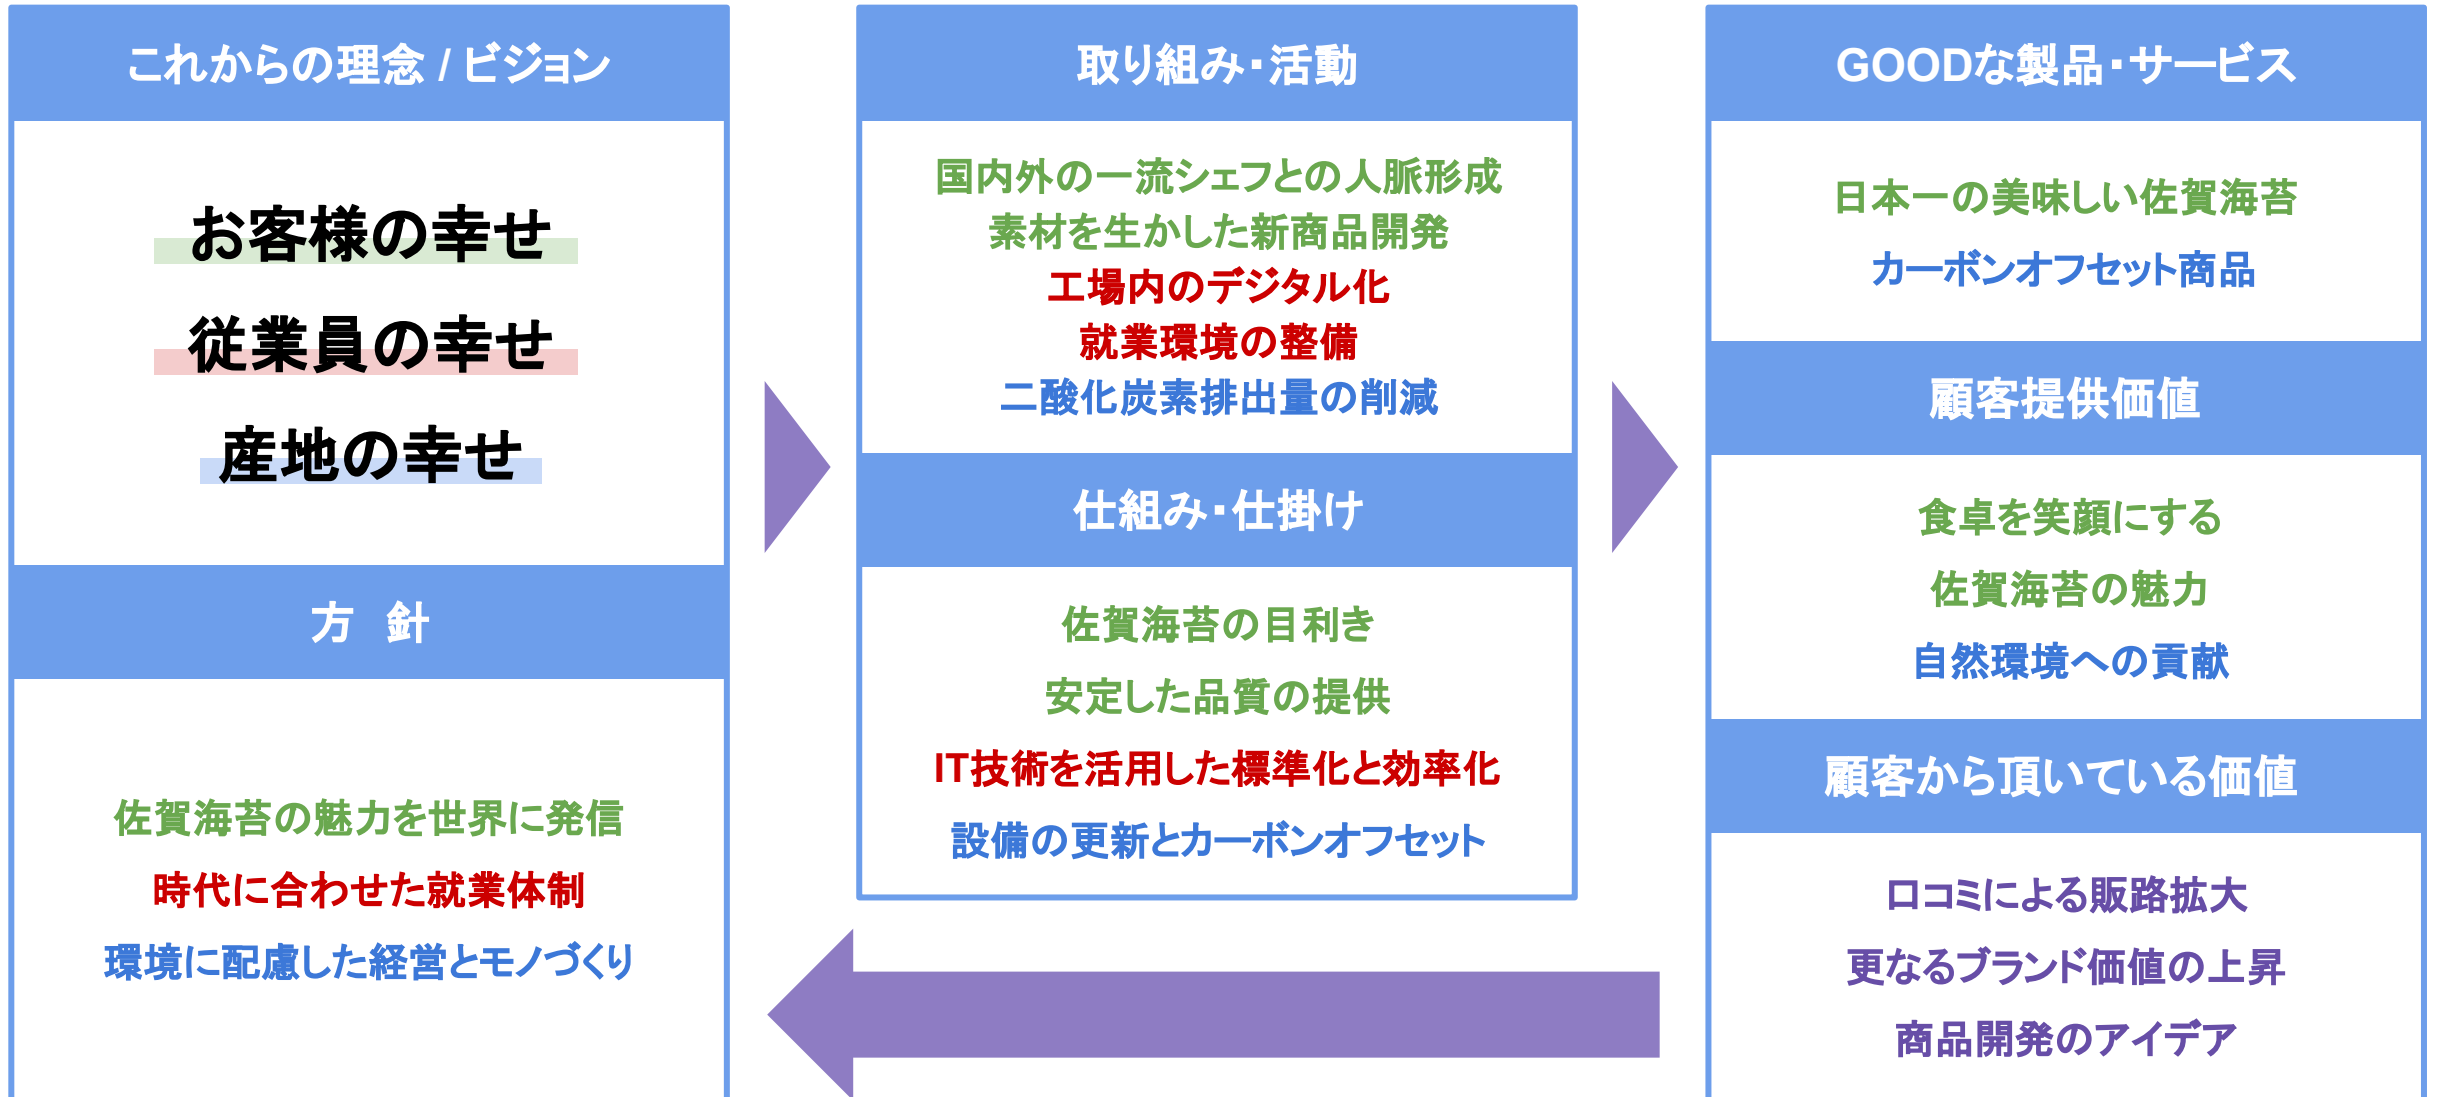 これからの理念 / ビジョン
お客様の幸せ
従業員の幸せ
産地の幸せ
方　針
佐賀海苔の魅力を世界に発信
時代に合わせた就業体制
環境に配慮した経営とモノづくり
取り組み・活動
国内外の一流シェフとの人脈形成
素材を生かした新商品開発
工場内のデジタル化
就業環境の整備
二酸化炭素排出量の削減
仕組み・仕掛け
佐賀海苔の目利き
安定した品質の提供
IT技術を活用した標準化と効率化
設備の更新とカーボンオフセット
GOODな製品・サービス
日本一の美味しい佐賀海苔
カーボンオフセット商品
顧客提供価値
食卓を笑顔にする
佐賀海苔の魅力
自然環境への貢献
顧客から頂いている価値
口コミによる販路拡大
更なるブランド価値の上昇
商品開発のアイデア